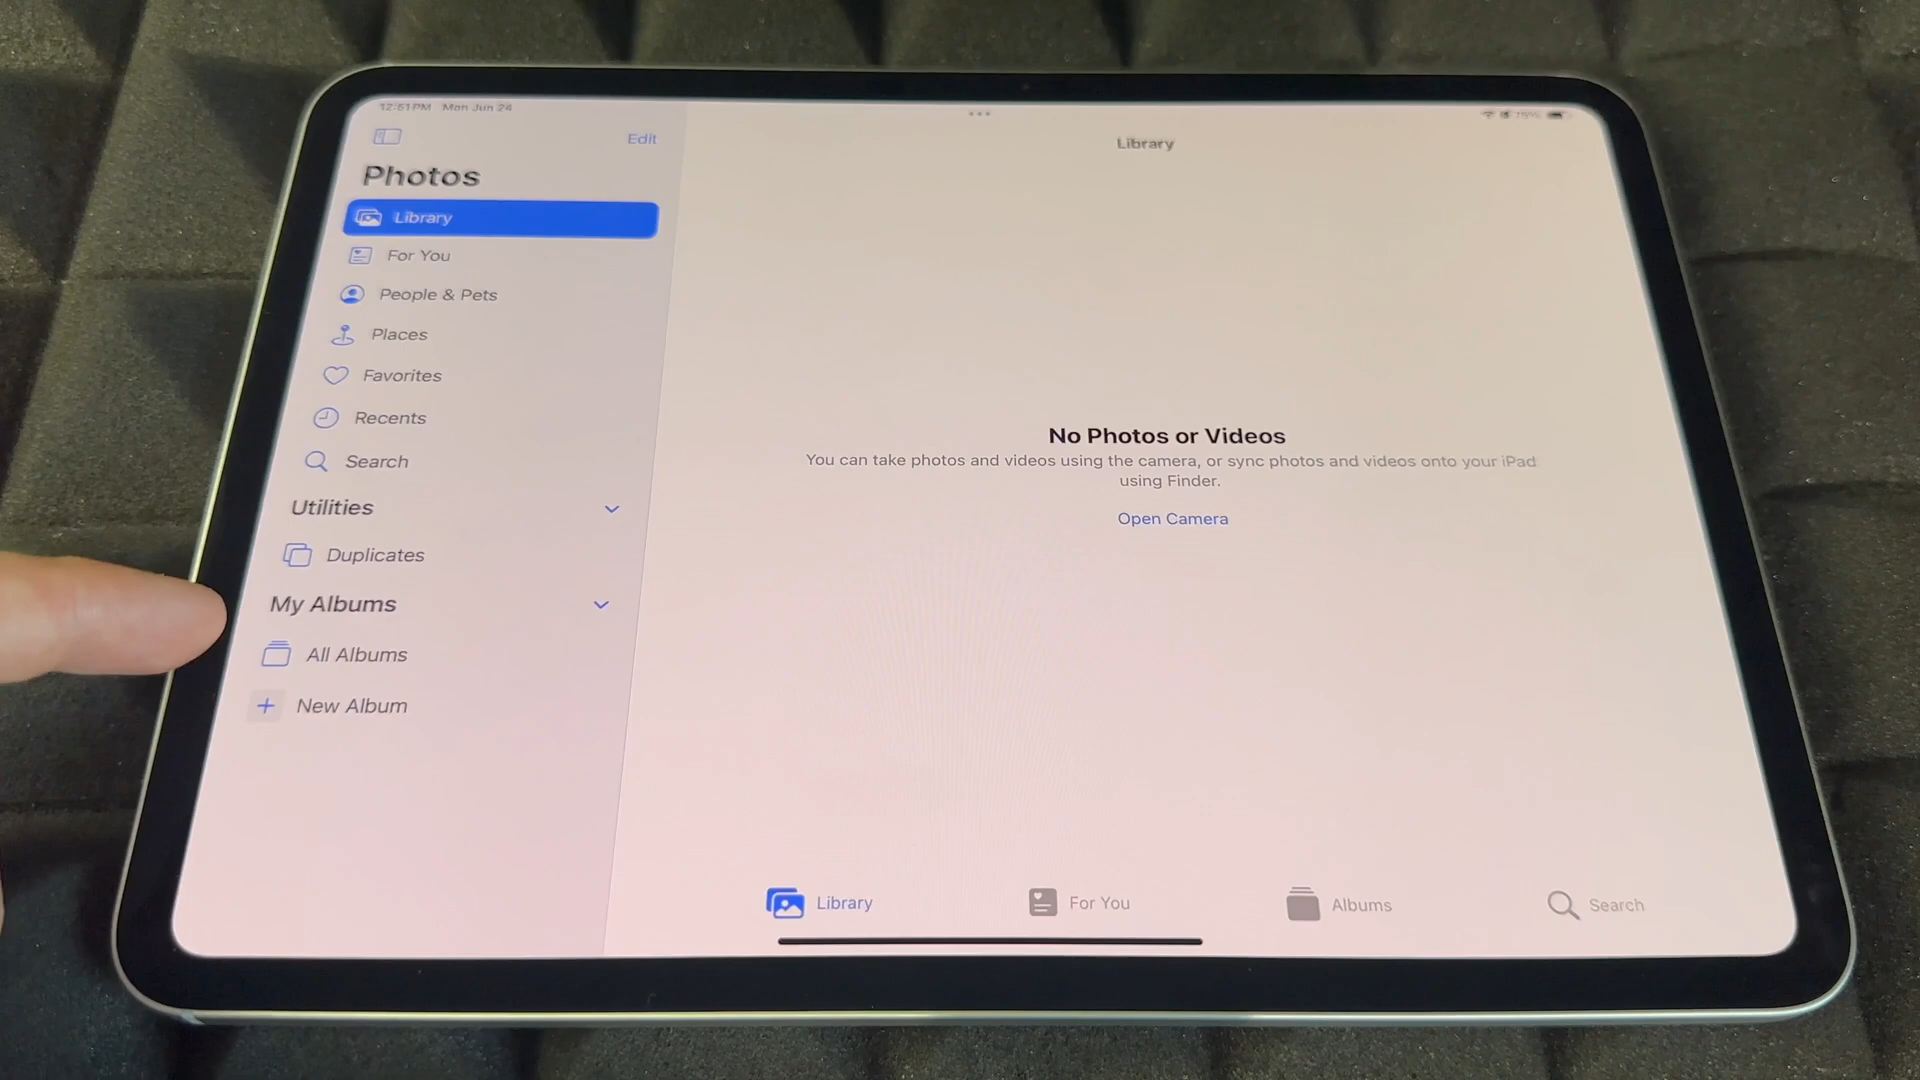 12:51PM Mon Jun 24
75%
Edit
Library
Photos
Library
For You
People & Pets
Places
Favorites
Recents
Search
Utilities
Duplicates
My Albums
All Albums
New Album
No Photos or Videos
You can take photos and videos using the camera, or sync photos and videos onto your iPad
using Finder.
Open Camera
Library
For You
Albums
Search